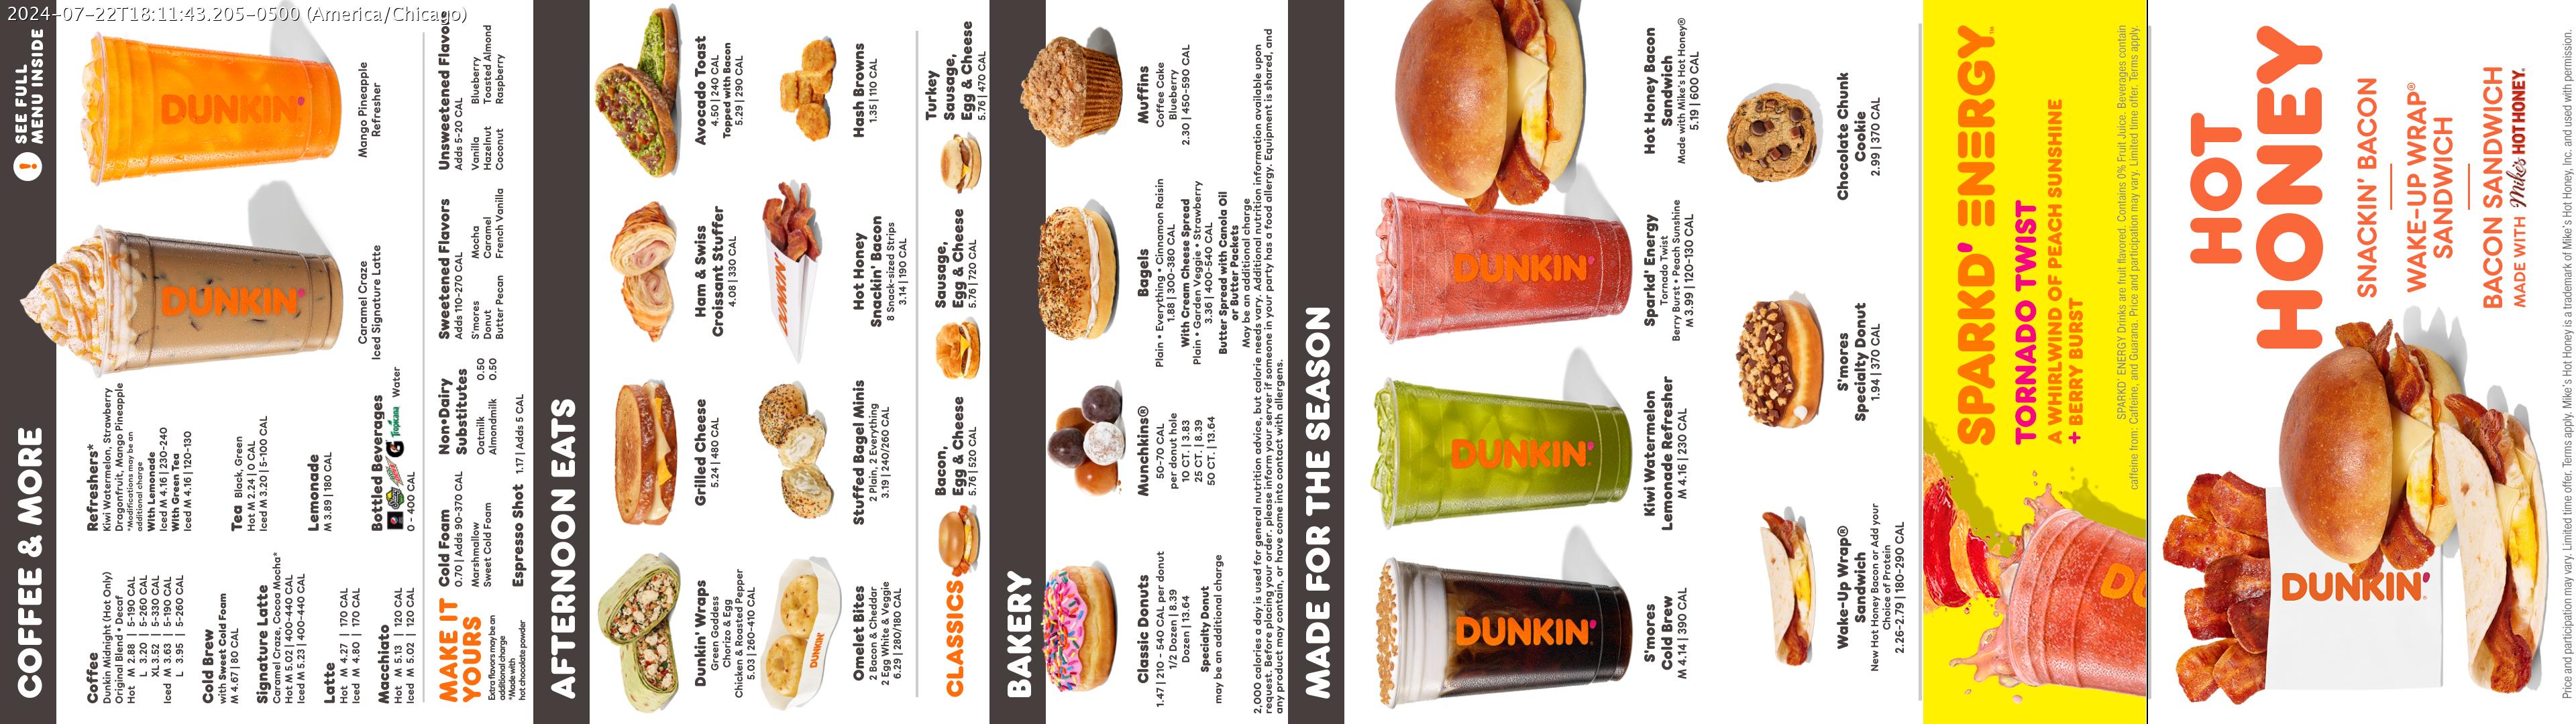 2024-07-22T18:11:43.205-0500 (America/Chicago)
COFFEE & MORE
! SEE FULL
MENU INSIDE
Coffee
Dunkin Midnight (Hot Only)
Original Blend • Decaf
Hot M 2.88 | 5-190 CAL
L 3.20 | 5-260 CAL
XL 3.52 | 5-330 CAL
Iced M 3.63 | 5-190 CAL
L 3.95 | 5-260 CAL
Cold Brew
with Sweet Cold Foam
M 4.67 | 80 CAL
Signature Latte
Caramel Craze, Cocoa Mocha*
Hot M 5.02 | 400-440 CAL
Iced M 5.23 | 400-440 CAL
Latte
Hot M 4.27 | 170 CAL
Iced M 4.80 | 170 CAL
Macchiato
Hot M 5.13 | 120 CAL
Iced M 5.02 | 120 CAL
Refreshers*
Kiwi Watermelon, Strawberry
Dragonfruit, Mango Pineapple
*Modifications may be an
additional charge
With Lemonade
Iced M 4.16 | 230-240
With Green Tea
Iced M 4.16 | 120-130
Tea Black, Green
Hot M 2.24 | 0 CAL
Iced M 3.20 | 5-100 CAL
Lemonade
M 3.89 | 180 CAL
Bottled Beverages
G Tropicana Water
0 - 400 CAL
DUNKIN'
Caramel Craze
Iced Signature Latte
DUNKIN'
Mango Pineapple
Refresher
MAKE IT
YOURS
Extra flavors may be an
additional charge
*Made with
hot chocolate powder
Cold Foam
0.70 | Adds 90-370 CAL
Marshmallow
Sweet Cold Foam
Espresso Shot 1.17 | Adds 5 CAL
Non•Dairy
Substitutes
Oatmilk 0.50
Almondmilk 0.50
Sweetened Flavors
Adds 110-270 CAL
S'mores Mocha
Donut Caramel
Butter Pecan French Vanilla
Unsweetened Flavors
Adds 5-20 CAL
Vanilla Blueberry
Hazelnut Toasted Almond
Coconut Raspberry
AFTERNOON EATS
Dunkin' Wraps
Green Goddess
Chorizo & Egg
Chicken & Roasted Pepper
5.03 | 260-410 CAL
Grilled Cheese
5.24 | 480 CAL
Ham & Swiss
Croissant Stuffer
4.08 | 330 CAL
Avocado Toast
4.50 | 240 CAL
Topped with Bacon
5.29 | 290 CAL
DUNKIN'
Omelet Bites
2 Bacon & Cheddar
2 Egg White & Veggie
6.29 | 280/180 CAL
Stuffed Bagel Minis
2 Plain, 2 Everything
3.19 | 240/260 CAL
DUNKIN'
Hot Honey
Snackin' Bacon
8 Snack-sized Strips
3.14 | 190 CAL
Hash Browns
1.35 | 110 CAL
CLASSICS
Bacon,
Egg & Cheese
5.76 | 520 CAL
Sausage,
Egg & Cheese
5.76 | 720 CAL
Turkey
Sausage,
Egg & Cheese
5.76 | 470 CAL
BAKERY
Classic Donuts
1.47 | 210 - 540 CAL per donut
1/2 Dozen | 8.39
Dozen | 13.64
Specialty Donut
may be an additional charge
Munchkins®
50-70 CAL
per donut hole
10 CT. | 3.83
25 CT. | 8.39
50 CT. | 13.64
Bagels
Plain • Everything • Cinnamon Raisin
1.88 | 300-380 CAL
With Cream Cheese Spread
Plain • Garden Veggie • Strawberry
3.36 | 400-540 CAL
Butter Spread with Canola Oil
or Butter Packets
May be an additional charge
Muffins
Coffee Cake
Blueberry
2.30 | 450-590 CAL
2,000 calories a day is used for general nutrition advice, but calorie needs vary. Additional nutrition information available upon
request. Before placing your order, please inform your server if someone in your party has a food allergy. Equipment is shared, and
any product may contain, or have come into contact with allergens.
MADE FOR THE SEASON
DUNKIN'
S'mores
Cold Brew
M 4.14 | 390 CAL
DUNKIN'
Kiwi Watermelon
Lemonade Refresher
M 4.16 | 230 CAL
DUNKIN'
Sparkd' Energy
Tornado Twist
Berry Burst • Peach Sunshine
M 3.99 | 120-130 CAL
Hot Honey Bacon
Sandwich
Made with Mike's Hot Honey®
5.19 | 600 CAL
Wake-Up Wrap®
Sandwich
New Hot Honey Bacon or Add your
Choice of Protein
2.26-2.79 | 180-290 CAL
S'mores
Specialty Donut
1.94 | 370 CAL
Chocolate Chunk
Cookie
2.99 | 370 CAL
SPARKD' ENERGY™
TORNADO TWIST
A WHIRLWIND OF PEACH SUNSHINE
+ BERRY BURST
SPARKD' ENERGY Drinks are fruit flavored. Contains 0% Fruit Juice. Beverages contain
caffeine from: Caffeine, and Guarana. Price and participation may vary. Limited time offer. Terms apply.
HOT
HONEY
SNACKIN' BACON
WAKE-UP WRAP®
SANDWICH
BACON SANDWICH
MADE WITH Mike's HOT HONEY.
DUNKIN'
Price and participation may vary. Limited time offer. Terms apply. Mike's Hot Honey is a trademark of Mike's Hot Honey, Inc. and used with permission.